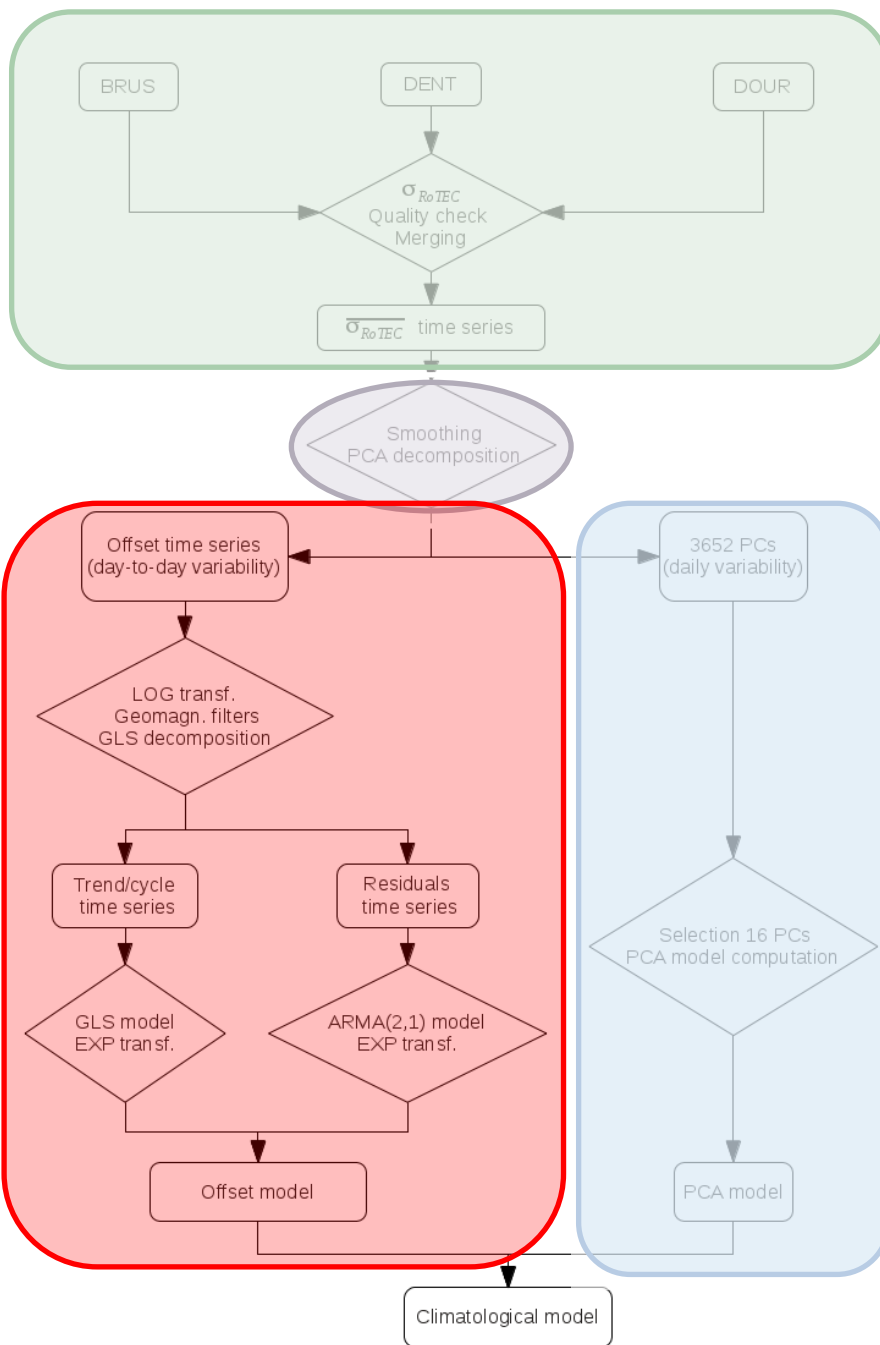 BRUS
DENT
DOUR
σRoTEC
Quality check
Merging
σRoTEC time series
Smoothing
PCA decomposition
Offset time series
(day-to-day variability)
3652 PCs
(daily variability)
LOG transf.
Geomagn. filters
GLS decomposition
Trend/cycle
time series
Residuals
time series
Selection 16 PCs
PCA model computation
GLS model
EXP transf.
ARMA(2,1) model
EXP transf.
Offset model
PCA model
Climatological model